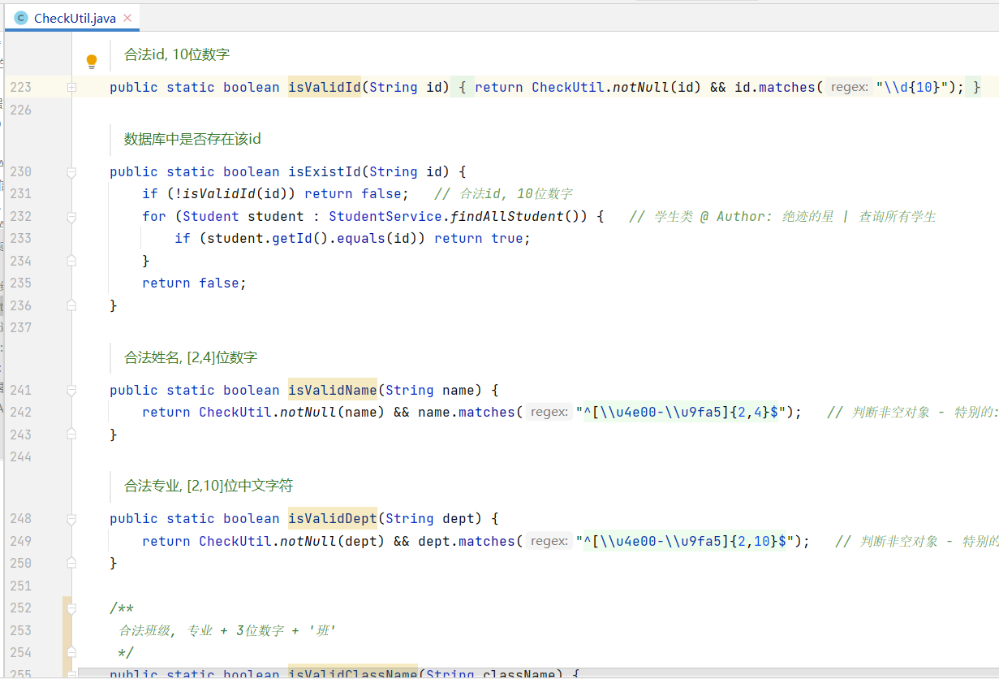 CheckUtil.java
合法id, 10位数字
223 public static boolean isValidId(String id) { return CheckUtil.notNull(id) && id.matches( regex: "\\d{10}"); }
226
数据库中是否存在该id
230 public static boolean isExistId(String id) {
231 if (!isValidId(id)) return false; // 合法id, 10位数字
232 for (Student student : StudentService.findAllStudent()) { // 学生类 @ Author: 绝迹的星 | 查询所有学生
233 if (student.getId().equals(id)) return true;
234 }
235 return false;
236 }
237
合法姓名, [2,4]位数字
241 public static boolean isValidName(String name) {
242 return CheckUtil.notNull(name) && name.matches( regex: "^[\\u4e00-\\u9fa5]{2,4}$"); // 判断非空对象 - 特别的:
243 }
244
合法专业, [2,10]位中文字符
248 public static boolean isValidDept(String dept) {
249 return CheckUtil.notNull(dept) && dept.matches( regex: "^[\\u4e00-\\u9fa5]{2,10}$"); // 判断非空对象 - 特别的
250 }
251
252 /**
253 合法班级, 专业 + 3位数字 + '班'
254 */
255 public static boolean isValidClassName(String className) {